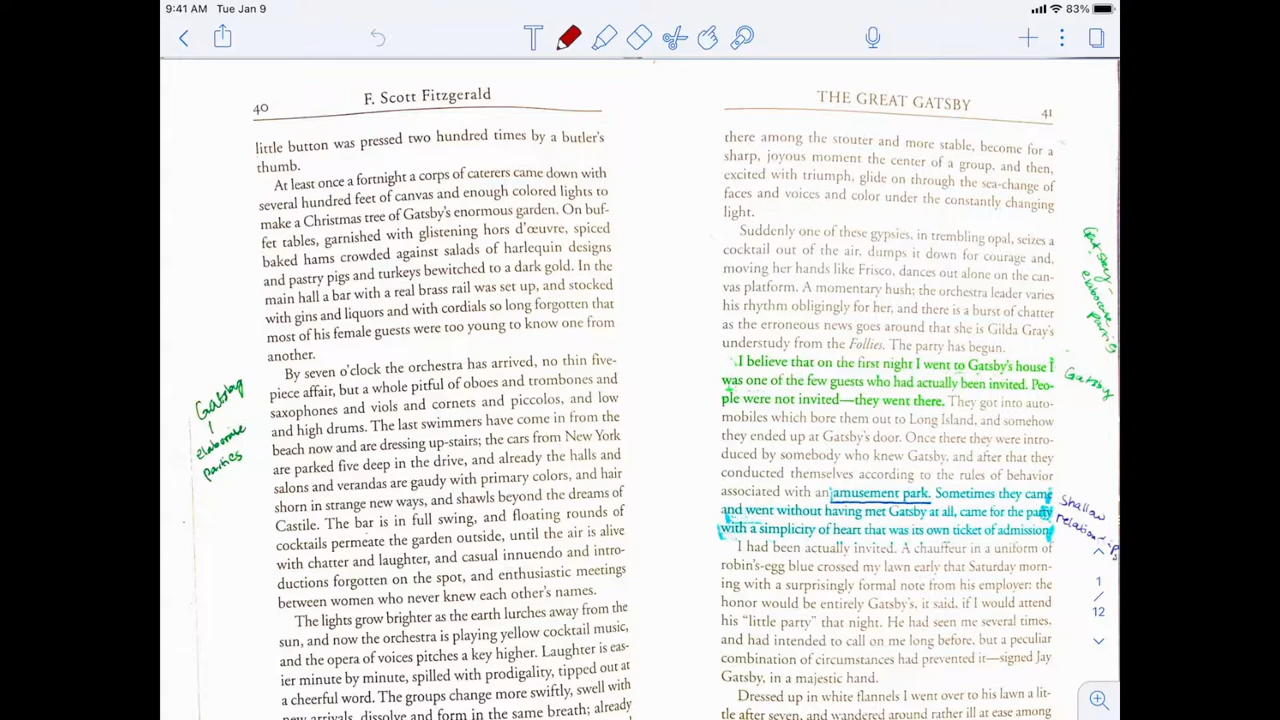 9:41 AM Tue Jan 9
83%
40
F. Scott Fitzgerald
little button was pressed two hundred times by a butler's
thumb.
At least once a fortnight a corps of caterers came down with
several hundred feet of canvas and enough colored lights to
make a Christmas tree of Gatsby's enormous garden. On buf-
fet tables, garnished with glistening hors d'œuvre, spiced
baked hams crowded against salads of harlequin designs
and pastry pigs and turkeys bewitched to a dark gold. In the
main hall a bar with a real brass rail was set up, and stocked
with gins and liquors and with cordials so long forgotten that
most of his female guests were too young to know one from
another.
By seven o'clock the orchestra has arrived, no thin five-
piece affair, but a whole pitful of oboes and trombones and
saxophones and viols and cornets and piccolos, and low
and high drums. The last swimmers have come in from the
beach now and are dressing up-stairs; the cars from New York
are parked five deep in the drive, and already the halls and
salons and verandas are gaudy with primary colors, and hair
shorn in strange new ways, and shawls beyond the dreams of
Castile. The bar is in full swing, and floating rounds of
cocktails permeate the garden outside, until the air is alive
with chatter and laughter, and casual innuendo and intro-
ductions forgotten on the spot, and enthusiastic meetings
between women who never knew each other's names.
The lights grow brighter as the earth lurches away from the
sun, and now the orchestra is playing yellow cocktail music,
and the opera of voices pitches a key higher. Laughter is eas-
ier minute by minute, spilled with prodigality, tipped out at
a cheerful word. The groups change more swiftly, swell with
new arrivals, dissolve and form in the same breath; already
Gatsby
elaborate
parties
THE GREAT GATSBY
41
there among the stouter and more stable, become for a
sharp, joyous moment the center of a group, and then,
excited with triumph, glide on through the sea-change of
faces and voices and color under the constantly changing
light.
Suddenly one of these gypsies, in trembling opal, seizes a
cocktail out of the air, dumps it down for courage and,
moving her hands like Frisco, dances out alone on the can-
vas platform. A momentary hush; the orchestra leader varies
his rhythm obligingly for her, and there is a burst of chatter
as the erroneous news goes around that she is Gilda Gray's
understudy from the Follies. The party has begun.
I believe that on the first night I went to Gatsby's house I
was one of the few guests who had actually been invited. Peo-
ple were not invited—they went there. They got into auto-
mobiles which bore them out to Long Island, and somehow
they ended up at Gatsby's door. Once there they were intro-
duced by somebody who knew Gatsby, and after that they
conducted themselves according to the rules of behavior
associated with an amusement park. Sometimes they came
and went without having met Gatsby at all, came for the party
with a simplicity of heart that was its own ticket of admission
I had been actually invited. A chauffeur in a uniform of
robin's-egg blue crossed my lawn early that Saturday morn-
ing with a surprisingly formal note from his employer: the
honor would be entirely Gatsby's, it said, if I would attend
his "little party" that night. He had seen me several times,
and had intended to call on me long before, but a peculiar
combination of circumstances had prevented it—signed Jay
Gatsby, in a majestic hand.
Dressed up in white flannels I went over to his lawn a lit-
tle after seven, and wandered around rather ill at ease among
Gatsby -
elaborate
parties
Gatsby
Shallow
relationships
1
/
12